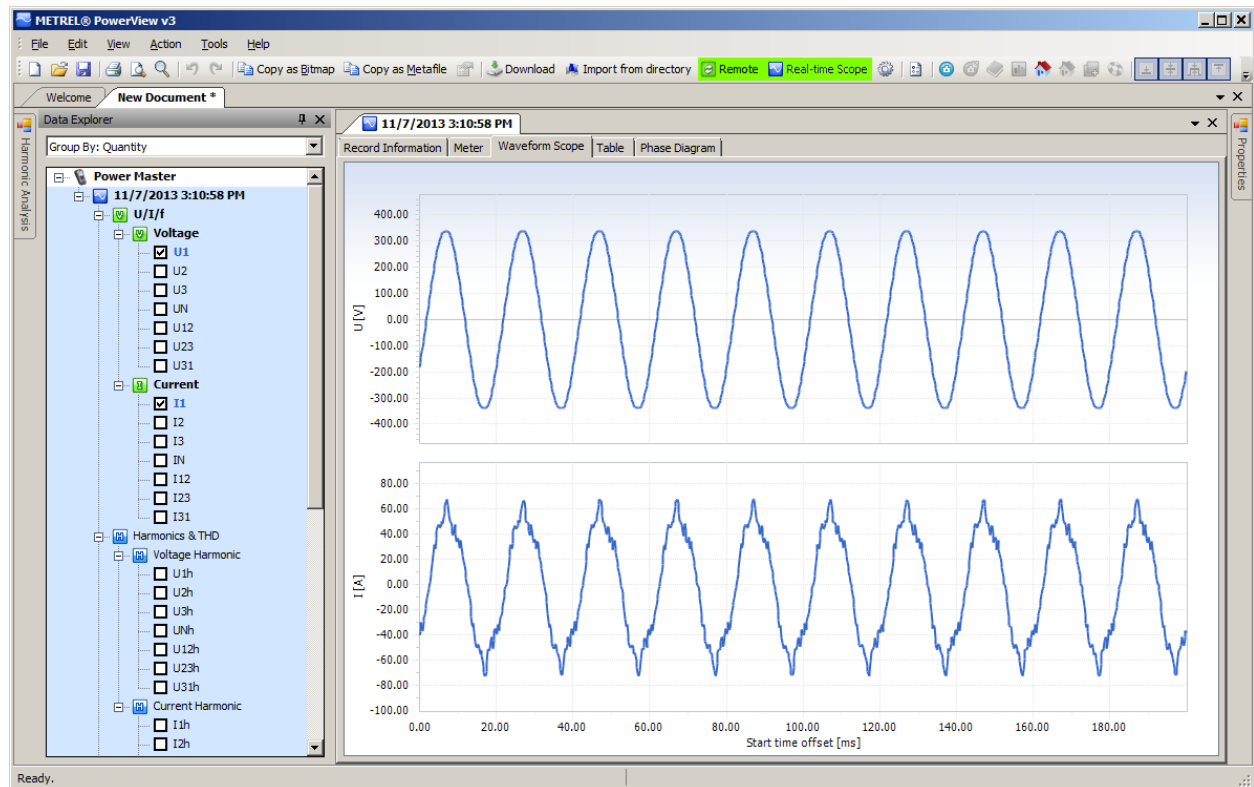 METREL® PowerView v3
File Edit View Action Tools Help
Copy as Bitmap Copy as Metafile Download Import from directory Remote Real-time Scope
Welcome New Document *
Harmonic Analysis
Data Explorer
Group By: Quantity
Power Master
11/7/2013 3:10:58 PM
U/I/f
Voltage
U1
U2
U3
UN
U12
U23
U31
Current
I1
I2
I3
IN
I12
I23
I31
Harmonics & THD
Voltage Harmonic
U1h
U2h
U3h
UNh
U12h
U23h
U31h
Current Harmonic
I1h
I2h
11/7/2013 3:10:58 PM
Record Information Meter Waveform Scope Table Phase Diagram
U [V]
400.00
300.00
200.00
100.00
0.00
-100.00
-200.00
-300.00
-400.00
I [A]
80.00
60.00
40.00
20.00
0.00
-20.00
-40.00
-60.00
-80.00
-100.00
0.00 20.00 40.00 60.00 80.00 100.00 120.00 140.00 160.00 180.00
Start time offset [ms]
Properties
Ready.